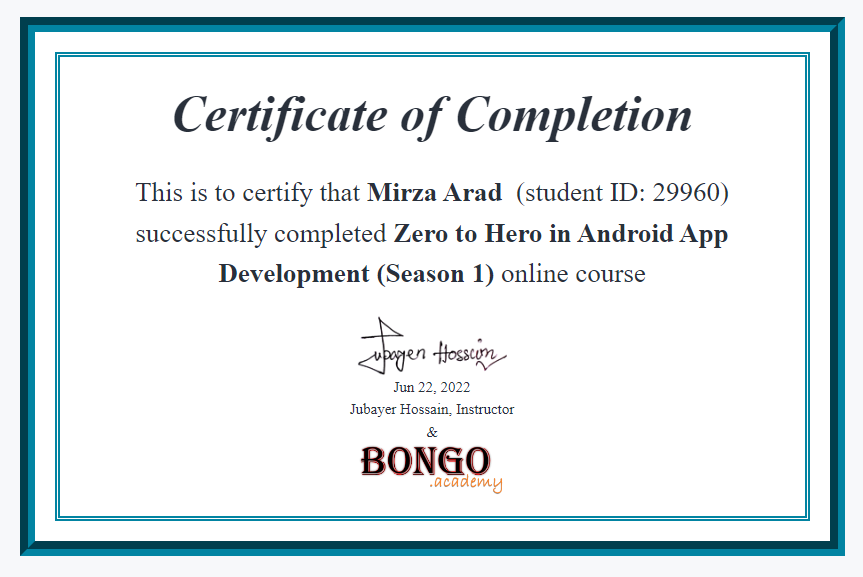 Certificate of Completion
This is to certify that Mirza Arad (student ID: 29960)
successfully completed Zero to Hero in Android App
Development (Season 1) online course
Jubayer Hossain
Jun 22, 2022
Jubayer Hossain, Instructor
&
BONGO
.academy